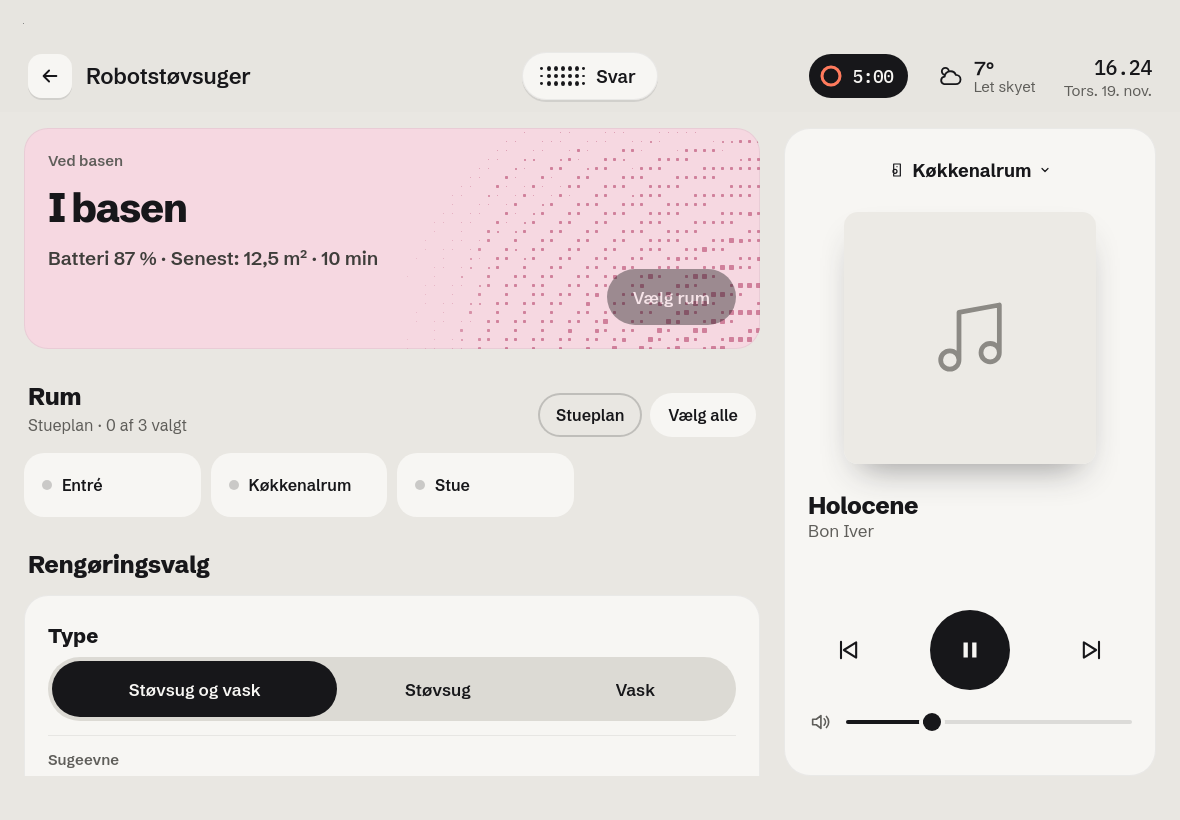 Robotstøvsuger
Svar
5:00
7°
Let skyet
16.24
Tors. 19. nov.
Ved basen
I basen
Batteri 87 % · Senest: 12,5 m² · 10 min
Vælg rum
Rum
Stueplan · 0 af 3 valgt
Stueplan
Vælg alle
Entré
Køkkenalrum
Stue
Rengøringsvalg
Type
Støvsug og vask
Støvsug
Vask
Sugeevne
Køkkenalrum
Holocene
Bon Iver